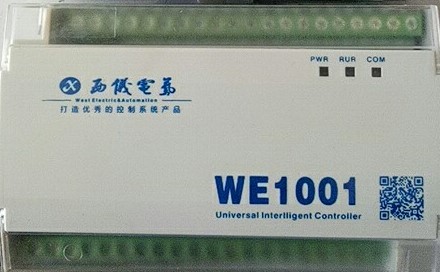 PWR RUR COM
西儀電氣
West Electric&Automation
打造优秀的控制系统产品
WE1001
Universal Interlligent Controller